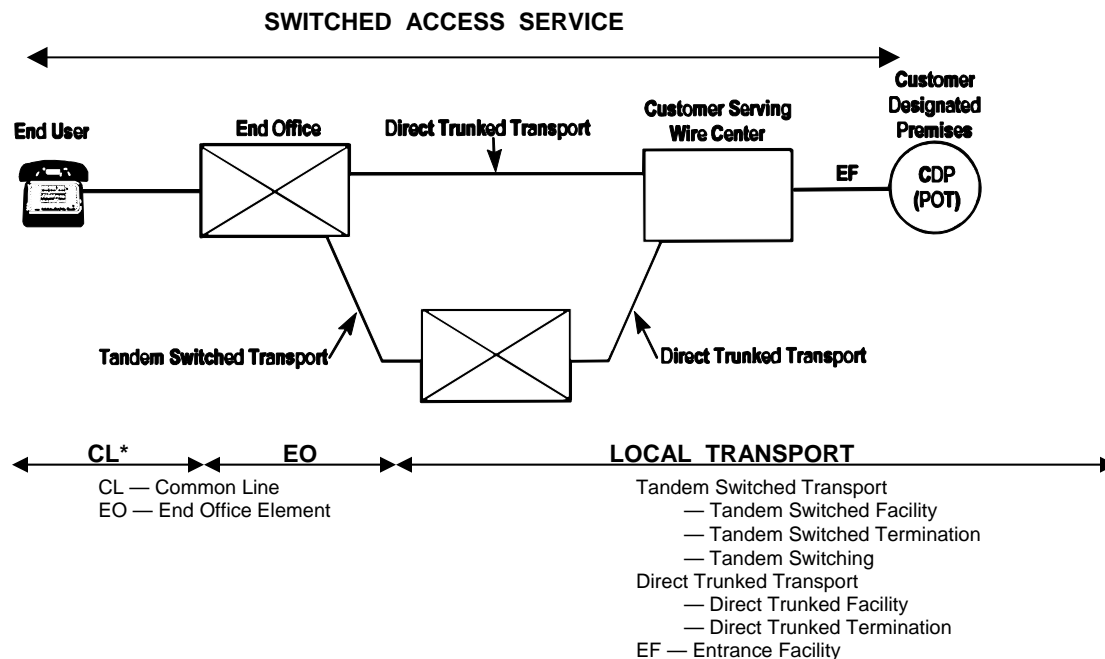 SWITCHED ACCESS SERVICE
Customer
Designated
Premises
End User
End Office
Direct Trunked Transport
Customer Serving
Wire Center
EF
CDP
(POT)
Tandem Switched Transport
Direct Trunked Transport
CL*
EO
LOCAL TRANSPORT
CL — Common Line
EO — End Office Element
Tandem Switched Transport
— Tandem Switched Facility
— Tandem Switched Termination
— Tandem Switching
Direct Trunked Transport
— Direct Trunked Facility
— Direct Trunked Termination
EF — Entrance Facility